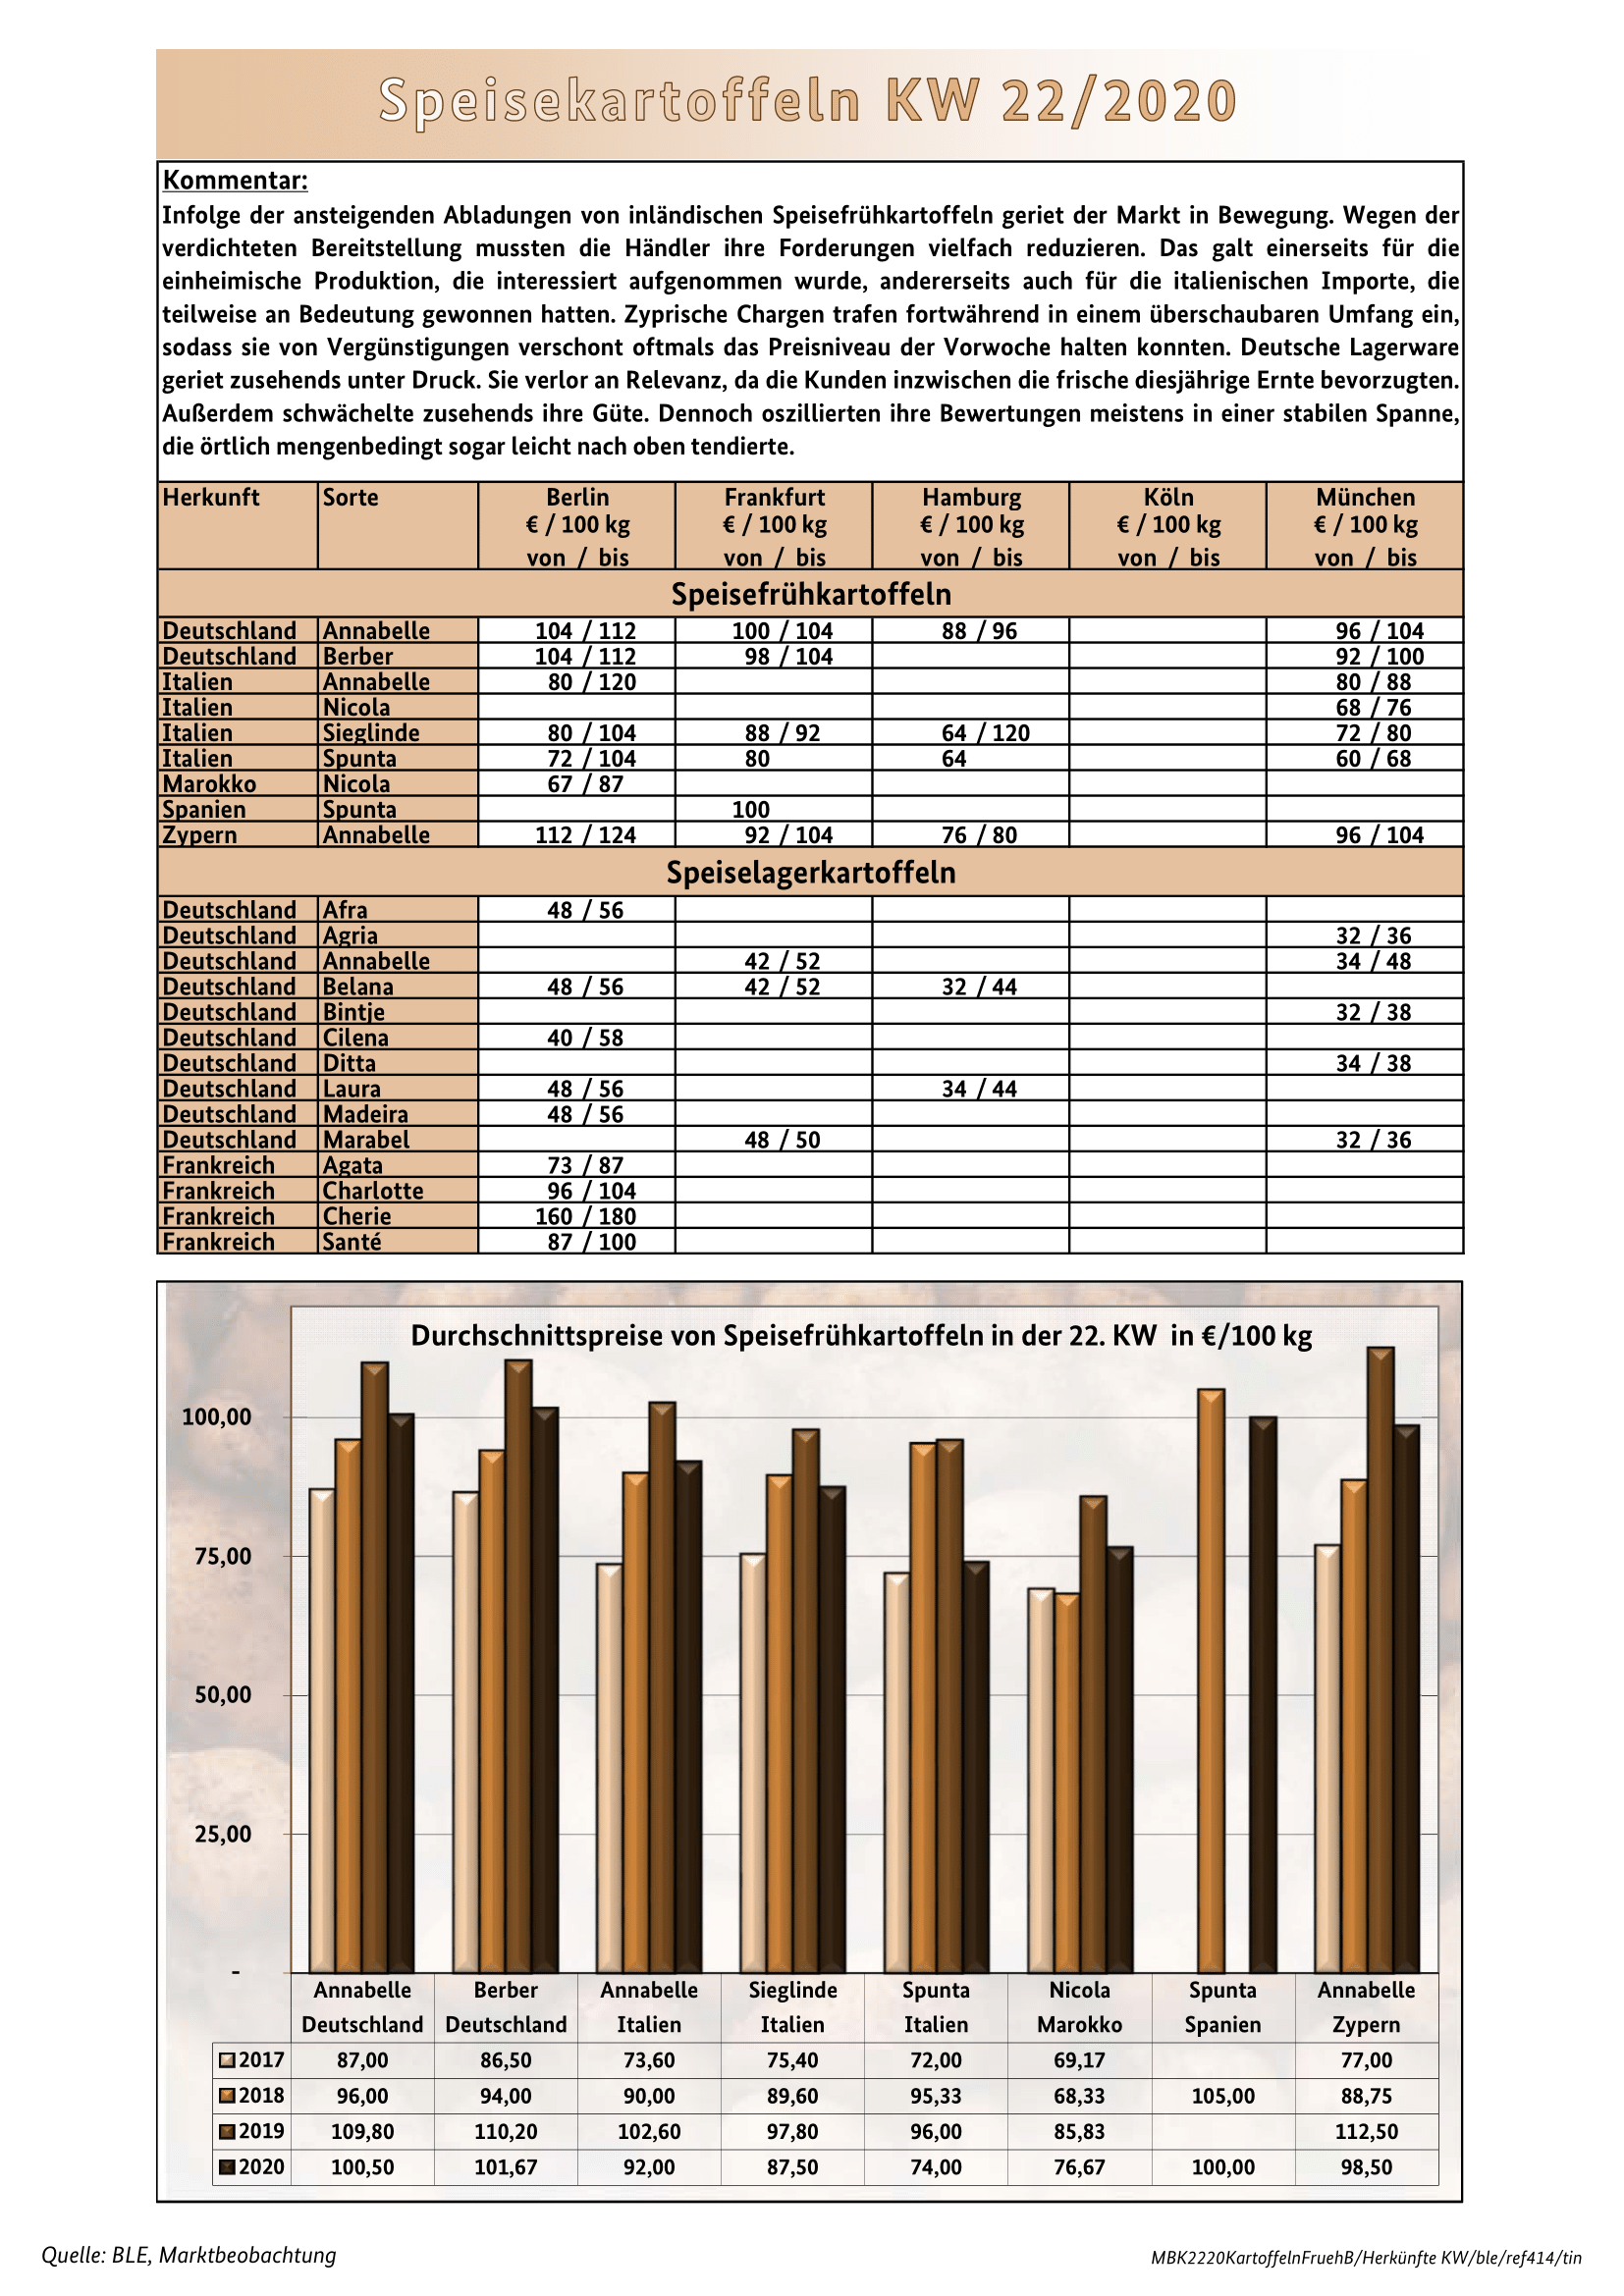 Speisekartoffeln KW 22/2020
Kommentar:
Infolge der ansteigenden Abladungen von inländischen Speisefrühkartoffeln geriet der Markt in Bewegung. Wegen der
verdichteten Bereitstellung mussten die Händler ihre Forderungen vielfach reduzieren. Das galt einerseits für die
einheimische Produktion, die interessiert aufgenommen wurde, andererseits auch für die italienischen Importe, die
teilweise an Bedeutung gewonnen hatten. Zyprische Chargen trafen fortwährend in einem überschaubaren Umfang ein,
sodass sie von Vergünstigungen verschont oftmals das Preisniveau der Vorwoche halten konnten. Deutsche Lagerware
geriet zusehends unter Druck. Sie verlor an Relevanz, da die Kunden inzwischen die frische diesjährige Ernte bevorzugten.
Außerdem schwächelte zusehends ihre Güte. Dennoch oszillierten ihre Bewertungen meistens in einer stabilen Spanne,
die örtlich mengenbedingt sogar leicht nach oben tendierte.
Herkunft Sorte Berlin Frankfurt Hamburg Köln München
€ / 100 kg € / 100 kg € / 100 kg € / 100 kg € / 100 kg
von / bis von / bis von / bis von / bis von / bis
Speisefrühkartoffeln
Deutschland Annabelle 104 / 112 100 / 104 88 / 96 96 / 104
Deutschland Berber 104 / 112 98 / 104 92 / 100
Italien Annabelle 80 / 120 80 / 88
Italien Nicola 68 / 76
Italien Sieglinde 80 / 104 88 / 92 64 / 120 72 / 80
Italien Spunta 72 / 104 80 64 60 / 68
Marokko Nicola 67 / 87
Spanien Spunta 100
Zypern Annabelle 112 / 124 92 / 104 76 / 80 96 / 104
Speiselagerkartoffeln
Deutschland Afra 48 / 56
Deutschland Agria 32 / 36
Deutschland Annabelle 42 / 52 34 / 48
Deutschland Belana 48 / 56 42 / 52 32 / 44
Deutschland Bintje 32 / 38
Deutschland Cilena 40 / 58
Deutschland Ditta 34 / 38
Deutschland Laura 48 / 56 34 / 44
Deutschland Madeira 48 / 56
Deutschland Marabel 48 / 50 32 / 36
Frankreich Agata 73 / 87
Frankreich Charlotte 96 / 104
Frankreich Cherie 160 / 180
Frankreich Santé 87 / 100
Durchschnittspreise von Speisefrühkartoffeln in der 22. KW in €/100 kg
100,00
75,00
50,00
25,00
-
Annabelle Berber Annabelle Sieglinde Spunta Nicola Spunta Annabelle
Deutschland Deutschland Italien Italien Italien Marokko Spanien Zypern
2017 87,00 86,50 73,60 75,40 72,00 69,17 77,00
2018 96,00 94,00 90,00 89,60 95,33 68,33 105,00 88,75
2019 109,80 110,20 102,60 97,80 96,00 85,83 112,50
2020 100,50 101,67 92,00 87,50 74,00 76,67 100,00 98,50
Quelle: BLE, Marktbeobachtung
MBK2220KartoffelnFruehB/Herkünfte KW/ble/ref414/tin